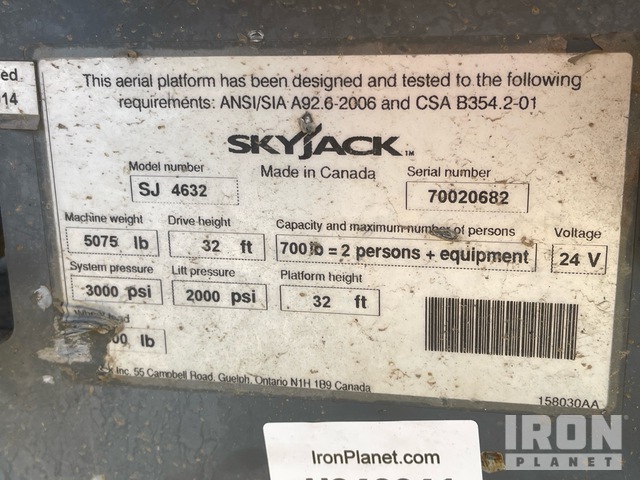 This aerial platform has been designed and tested to the following
requirements: ANSI/SIA A92.6-2006 and CSA B354.2-01
SKYJACK™
Made in Canada
Model number
SJ 4632
Serial number
70020682
Machine weight
5075 lb
Drive height
32 ft
Capacity and maximum number of persons
700 lb = 2 persons + equipment
Voltage
24 V
System pressure
3000 psi
Lift pressure
2000 psi
Platform height
32 ft
lb
Inc. 55 Campbell Road, Guelph, Ontario N1H 1B9 Canada
158030AA
IronPlanet.com
IRON
PLANET